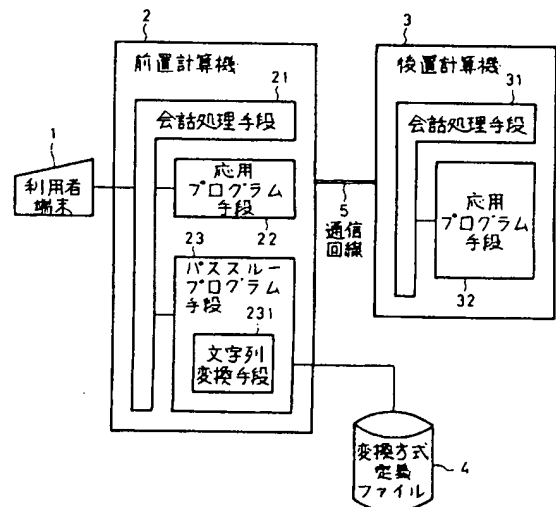 2
前置計算機
21
会話処理手段
1
利用者
端末
応用
プログラム
手段
22
23
パススルー
プログラム
手段
231
文字列
変換手段
5
通信
回線
3
後置計算機
31
会話処理手段
応用
プログラム
手段
32
変換方式
定義
ファイル
4